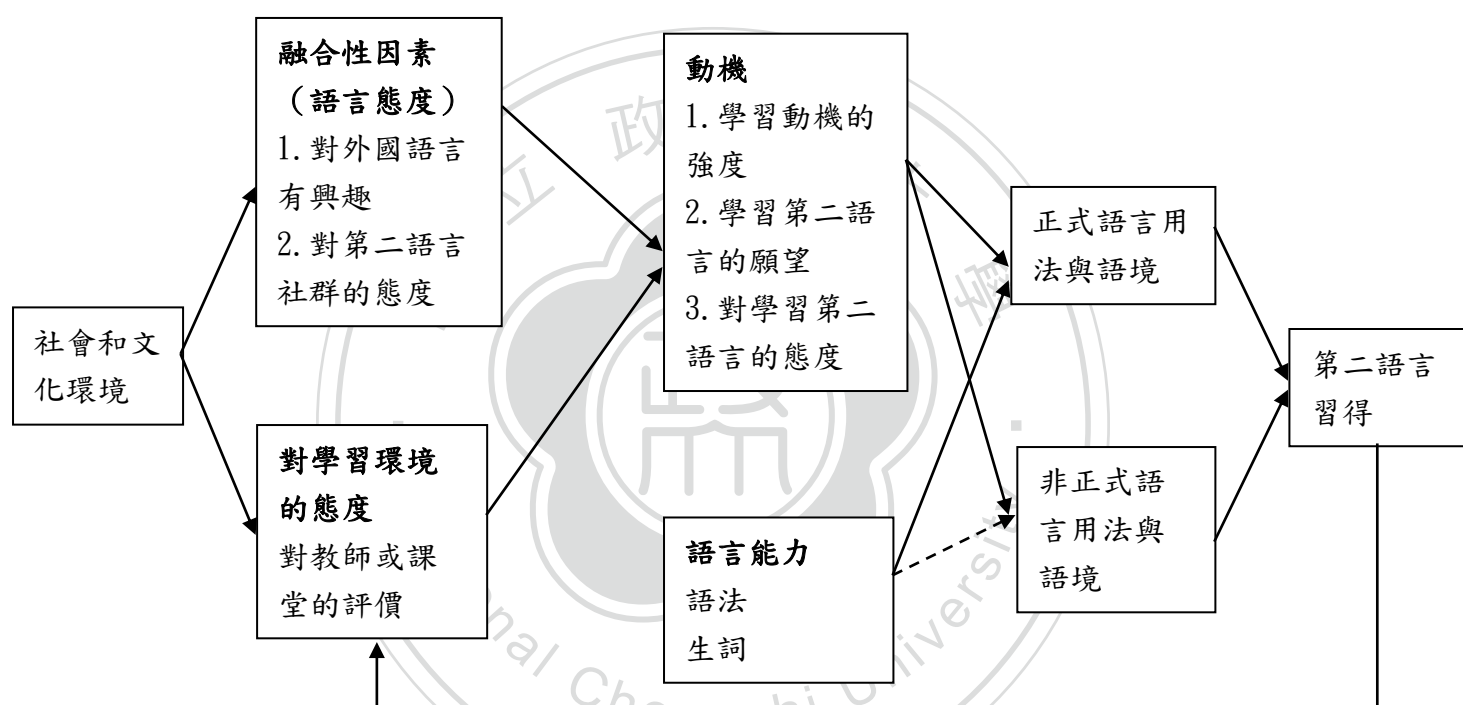 融合性因素
（語言態度）
1.對外國語言
有興趣
2.對第二語言
社群的態度
動機
1.學習動機的
強度
2.學習第二語
言的願望
3.對學習第二
語言的態度
正式語言用
法與語境
社會和文
化環境
第二語言
習得
對學習環境
的態度
對教師或課
堂的評價
語言能力
語法
生詞
非正式語
言用法與
語境
立 政 學